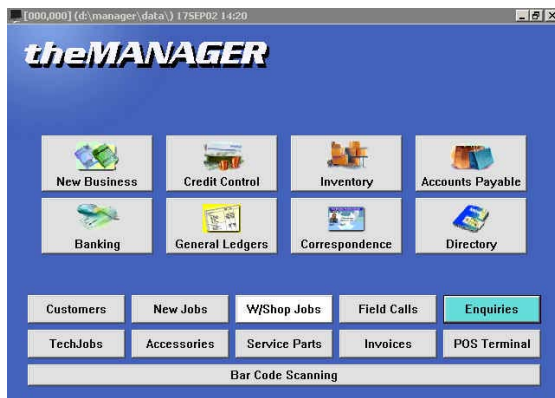 [000,000] (d:\manager\data\) 17SEP02 14:20
theMANAGER
New Business Credit Control Inventory Accounts Payable
Banking General Ledgers Correspondence Directory
Customers New Jobs W/Shop Jobs Field Calls Enquiries
TechJobs Accessories Service Parts Invoices POS Terminal
Bar Code Scanning